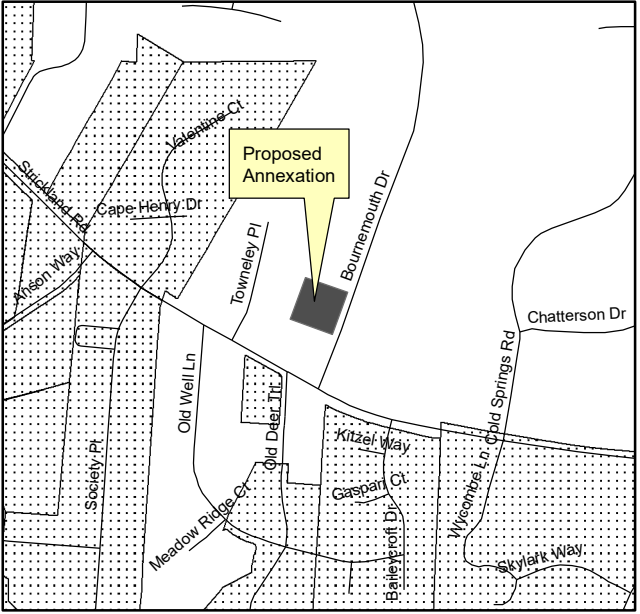 Valentine Ct
Proposed
Annexation
Strickland Rd
Cape Henry Dr
Bournemouth Dr
Towneley Pl
Anson Way
Chatterson Dr
Old Well Ln
Old Deer Trl
Cold Springs Rd
Kitzel Way
Society Pl
Gaspari Ct
Wycombe Ln
Meadow Ridge Ct
Baileycroft Dr
Skylark Way